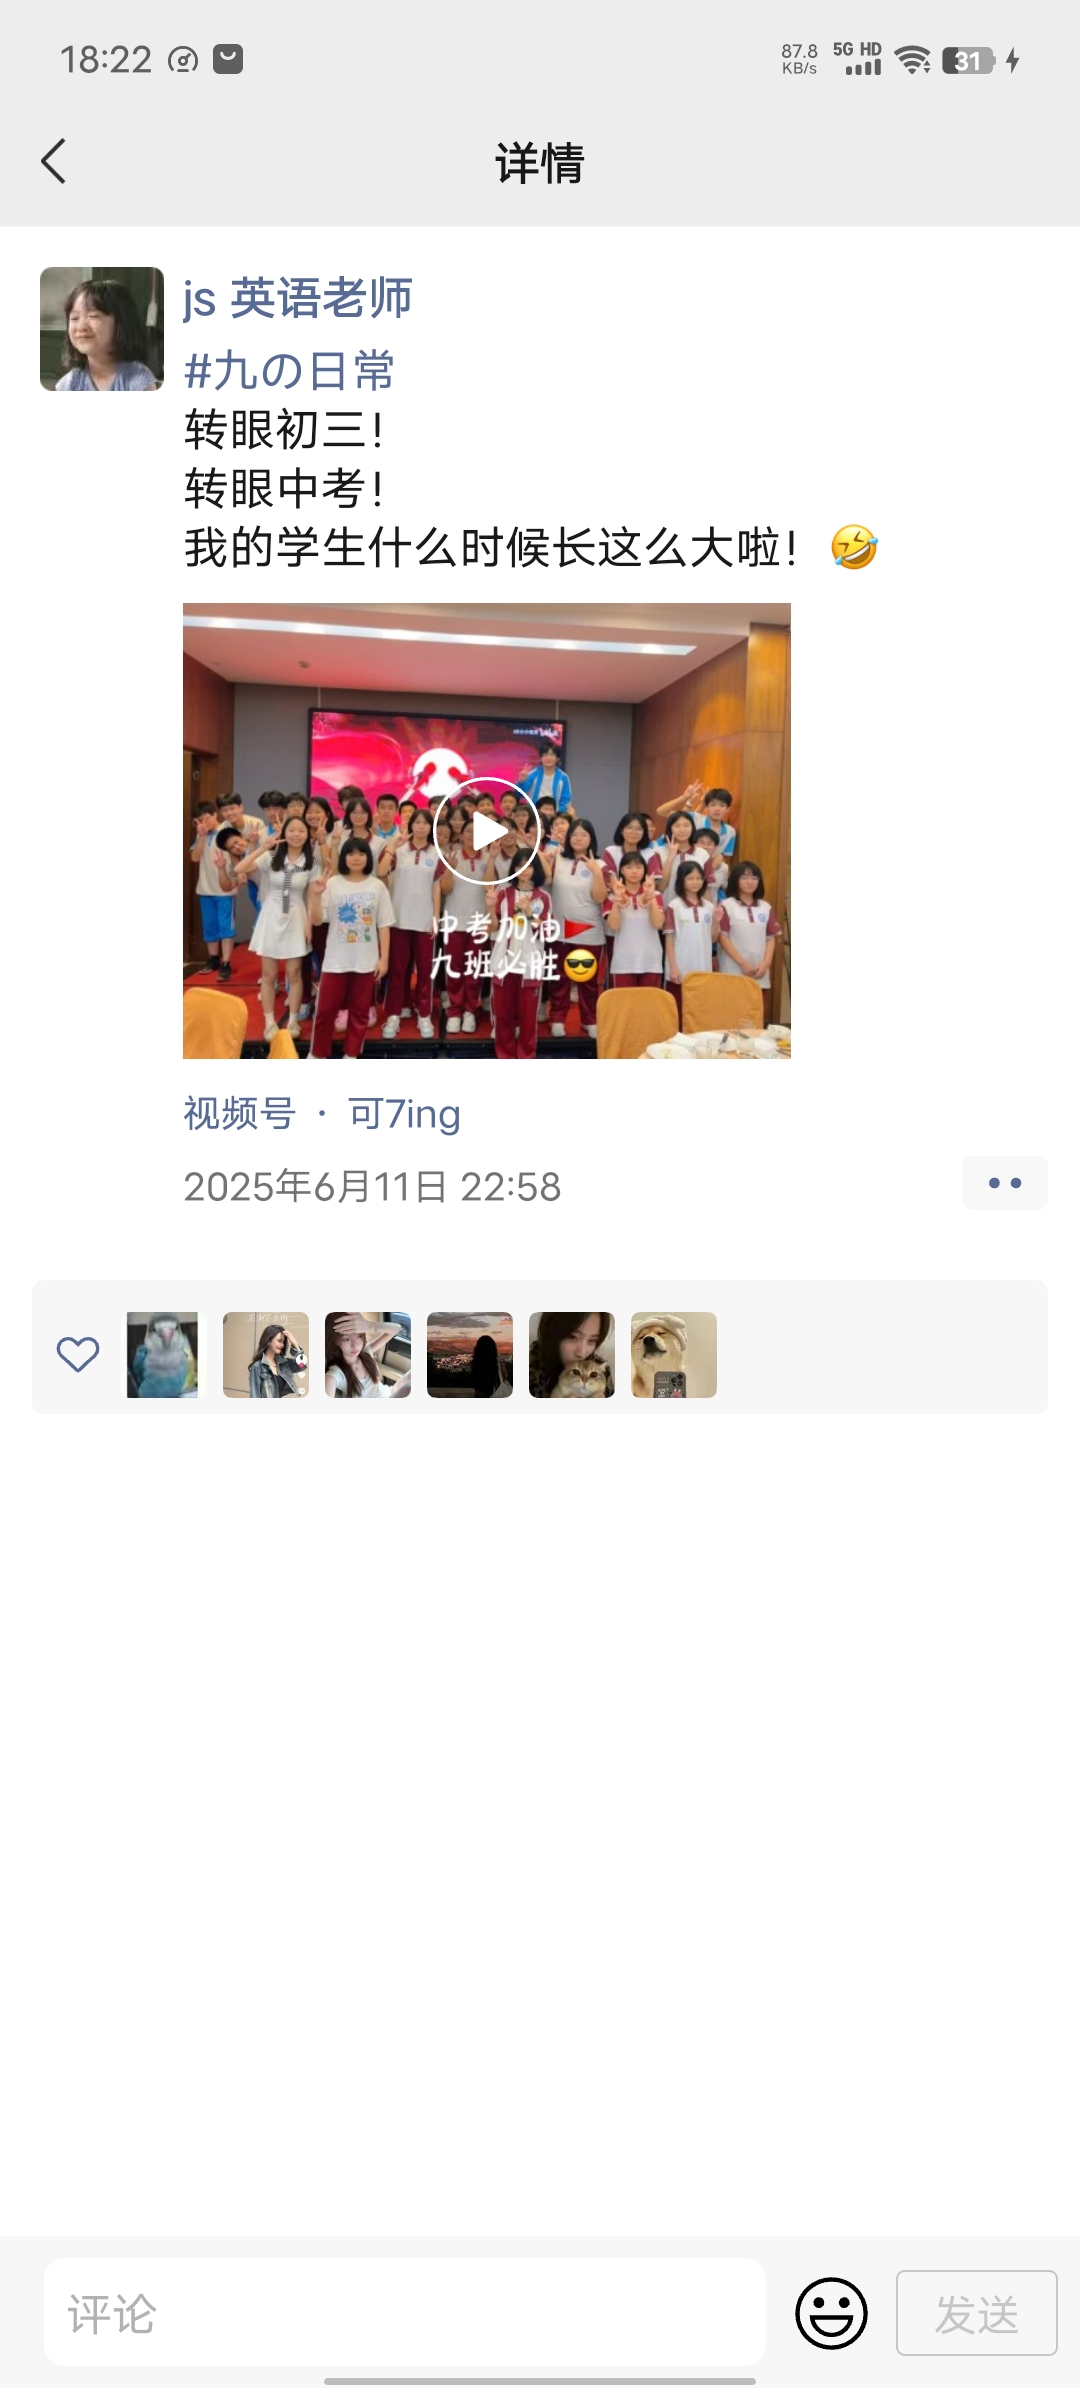 18:22
87.8 KB/s 5G HD 31
详情
js 英语老师
#九の日常
转眼初三！
转眼中考！
我的学生什么时候长这么大啦！🤣
中考加油🚩
九班必胜😎
视频号 · 可7ing
2025年6月11日 22:58
评论
发送